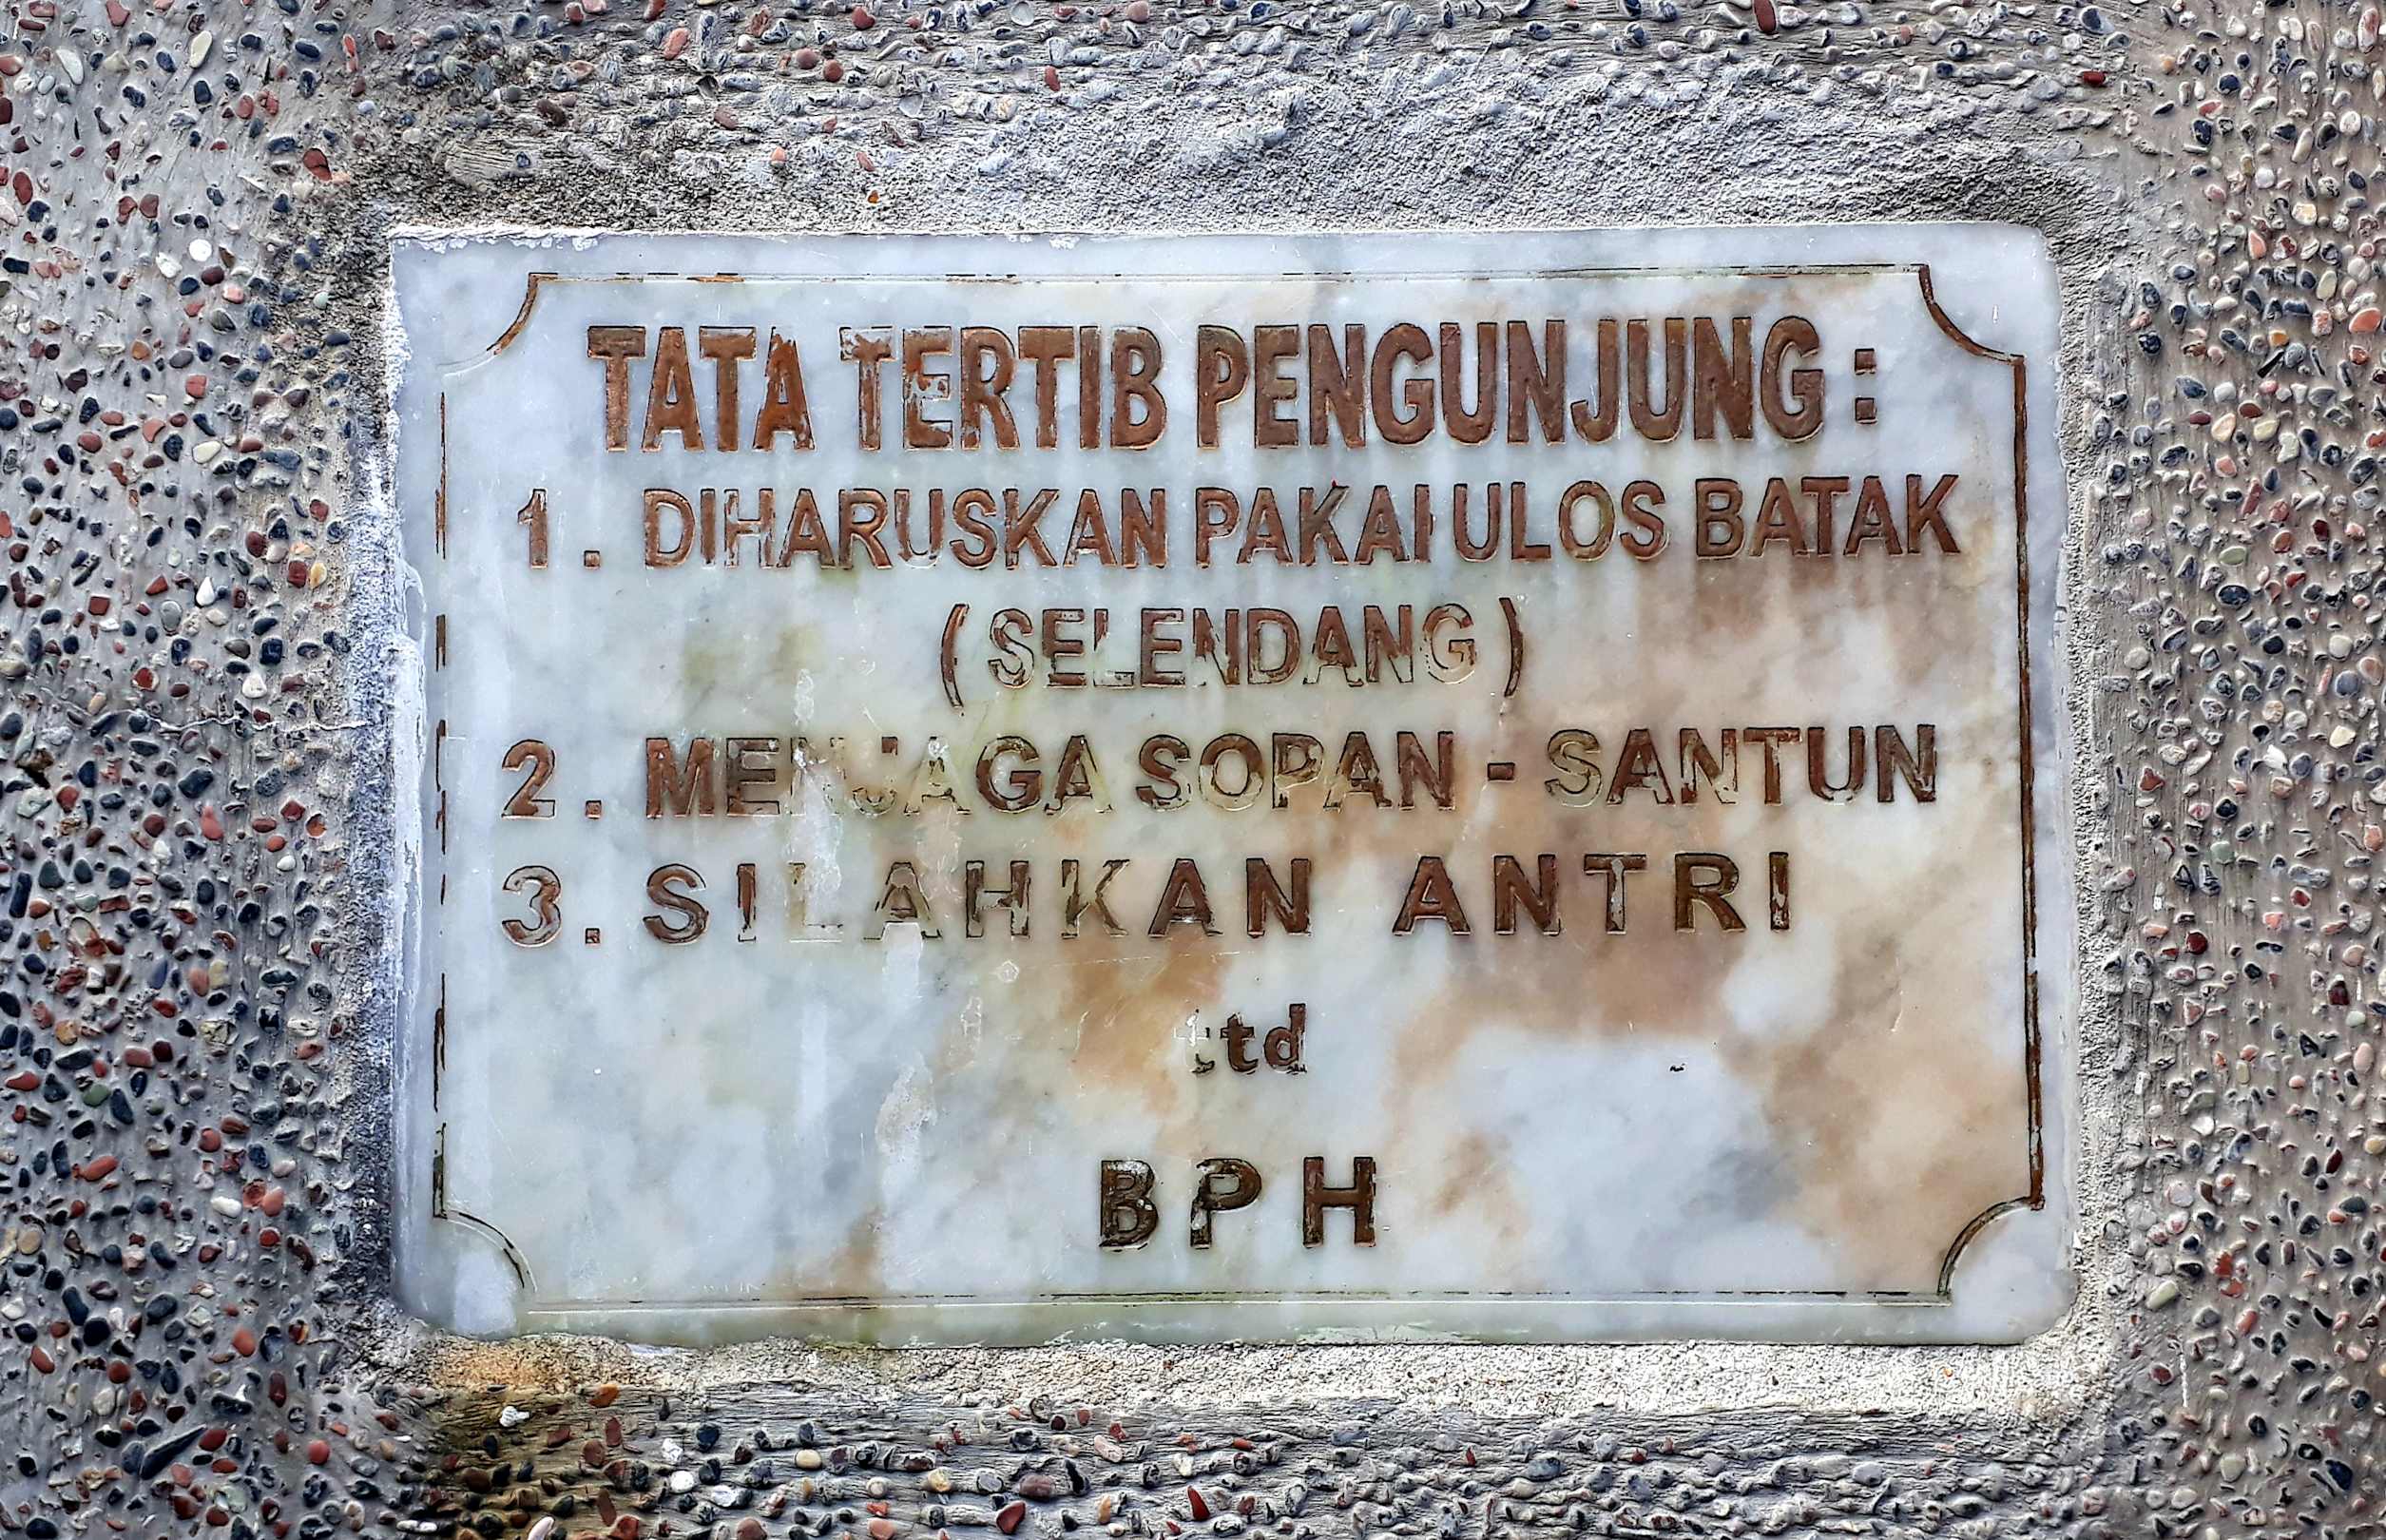 TATA TERTIB PENGUNJUNG :
1. DIHARUSKAN PAKAI ULOS BATAK
( SELENDANG )
2. MENJAGA SOPAN - SANTUN
3. SILAHKAN ANTRI
ttd
BPH